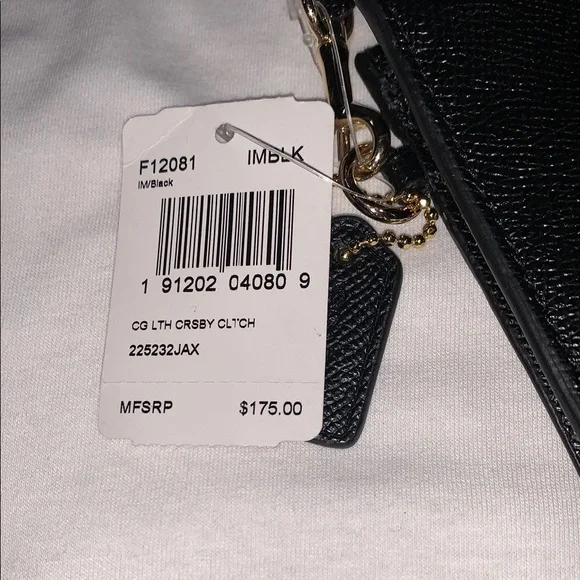 F12081 IMBLK
IM/Black
1 91202 04080 9
CG LTH CRSBY CLTCH
225232JAX
MFSRP $175.00